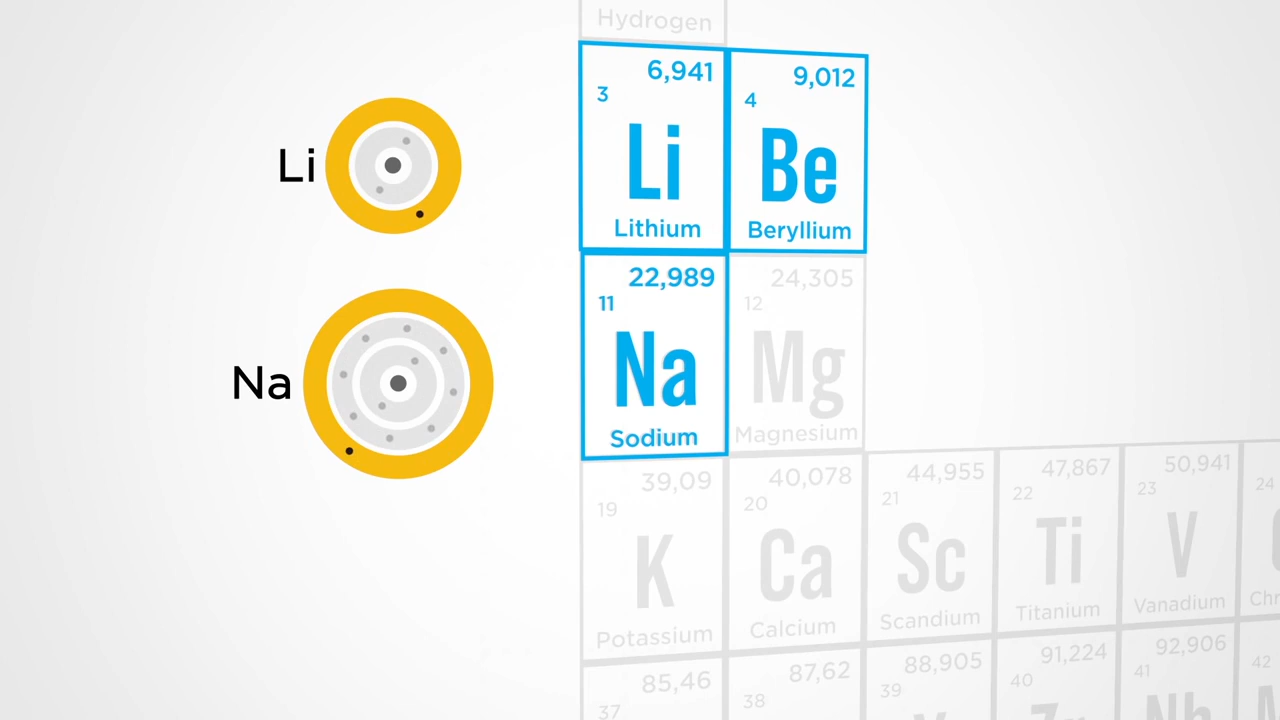 Hydrogen
6,941
3
Li
Lithium
9,012
4
Be
Beryllium
Li
22,989
11
Na
Sodium
24,305
12
Mg
Magnesium
Na
39,09
19
K
Potassium
40,078
20
Ca
Calcium
44,955
21
Sc
Scandium
47,867
22
Ti
Titanium
50,941
23
V
Vanadium
24
85,46
37
87,62
38
88,905
39
91,224
40
92,906
41
42